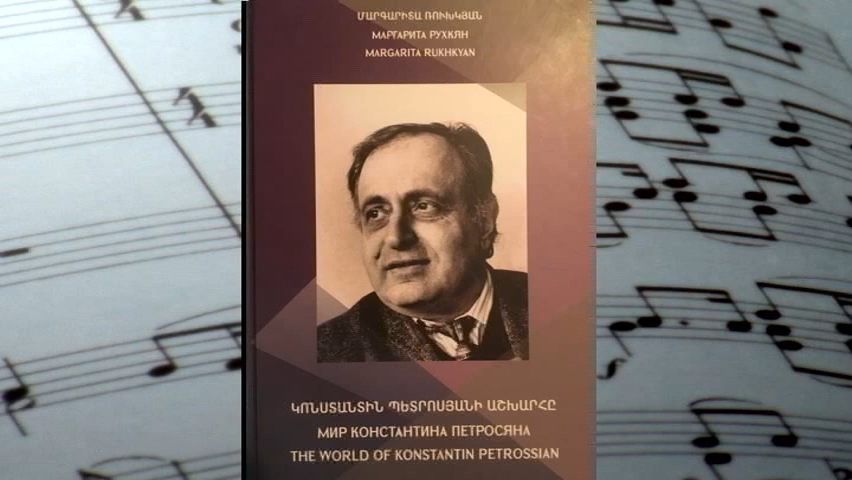 ՄԱՐԳԱՐԻՏԱ ՌՈՒԽԿՅԱՆ
МАРГАРИТА РУХКЯН
MARGARITA RUKHKYAN
ԿՈՆՍՏԱՆՏԻՆ ՊԵՏՐՈՍՅԱՆԻ ԱՇԽԱՐՀԸ
МИР КОНСТАНТИНА ПЕТРОСЯНА
THE WORLD OF KONSTANTIN PETROSSIAN